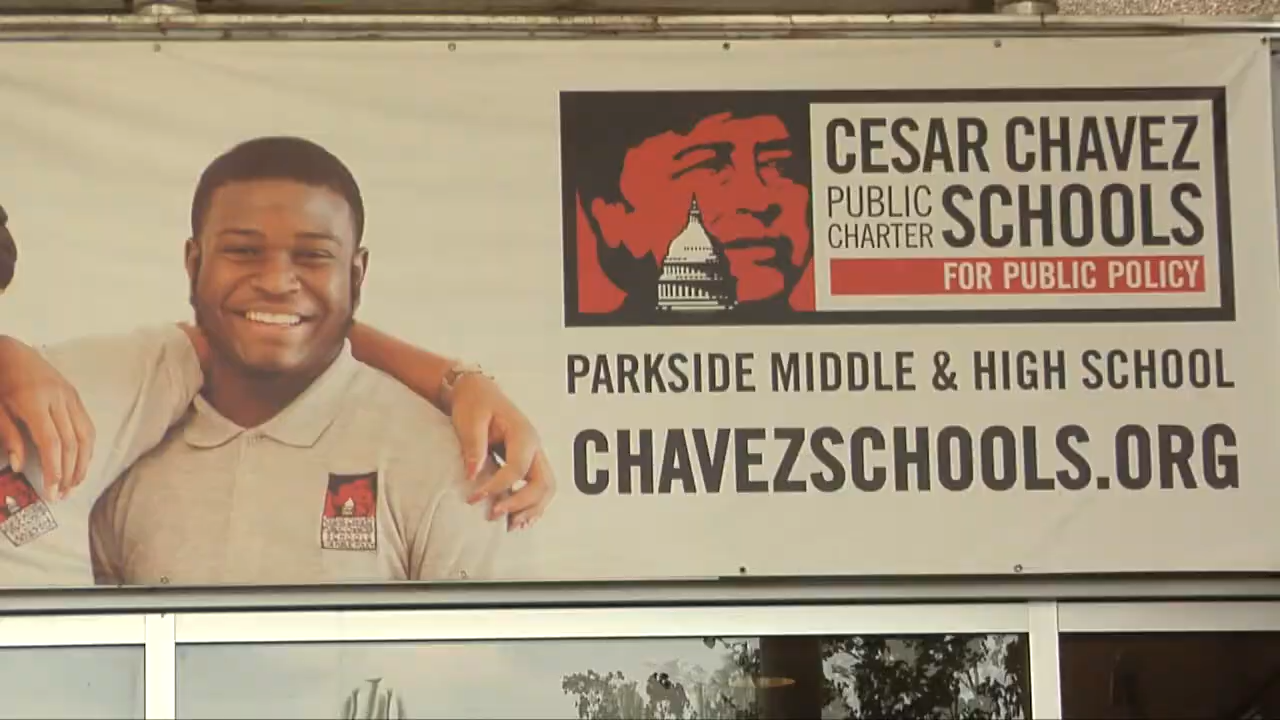 CESAR CHAVEZ
PUBLIC CHARTER SCHOOLS
FOR PUBLIC POLICY
PARKSIDE MIDDLE & HIGH SCHOOL
CHAVEZSCHOOLS.ORG